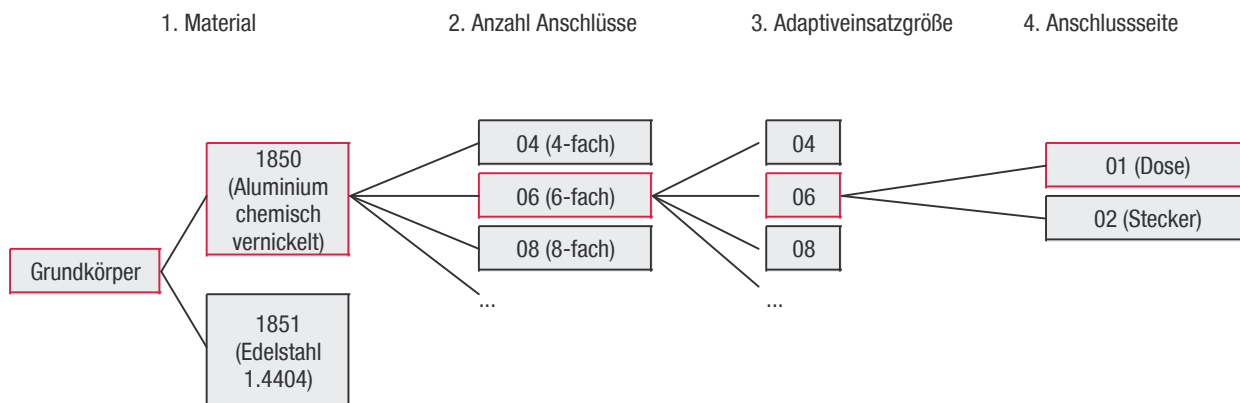 1. Material
2. Anzahl Anschlüsse
3. Adaptiveinsatzgröße
4. Anschlussseite
Grundkörper
1850
(Aluminium
chemisch
vernickelt)
1851
(Edelstahl
1.4404)
04 (4-fach)
06 (6-fach)
08 (8-fach)
...
04
06
08
...
01 (Dose)
02 (Stecker)